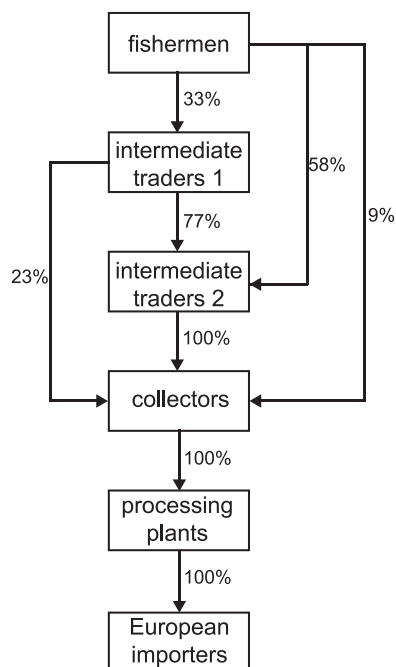 fishermen
33%
intermediate
traders 1
58%
9%
77%
23%
intermediate
traders 2
100%
collectors
100%
processing
plants
100%
European
importers